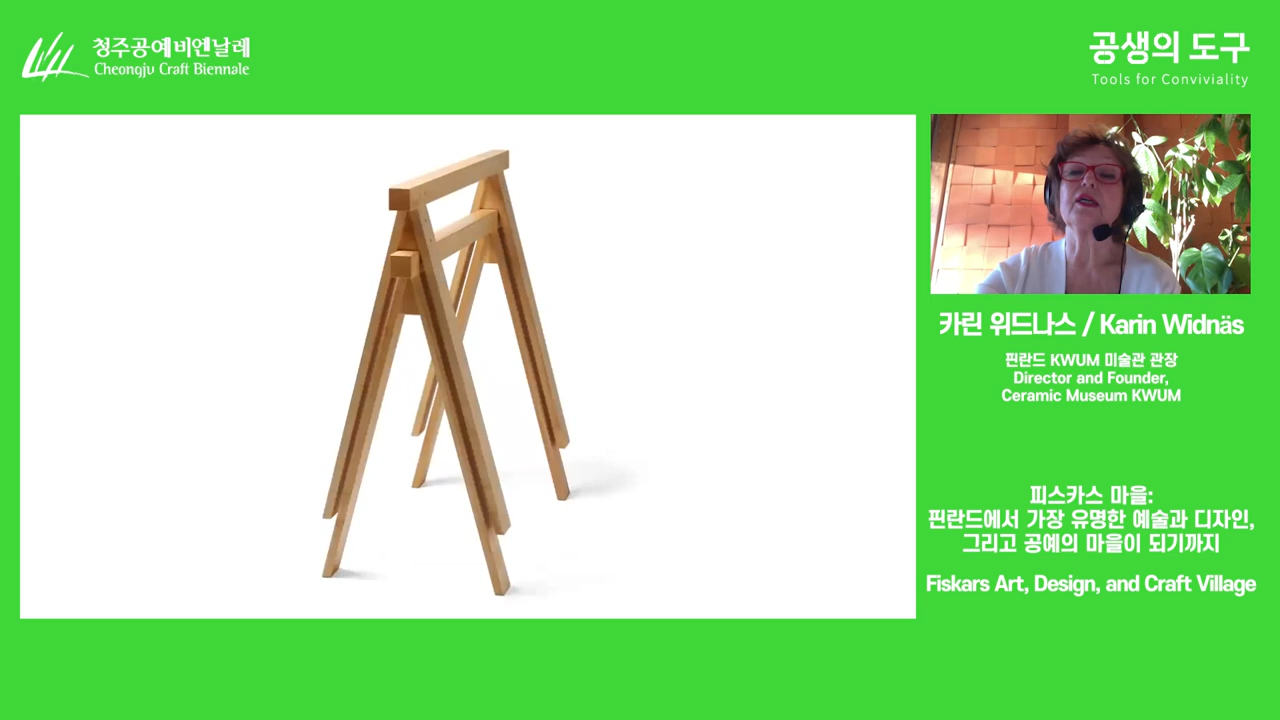 청주공예비엔날레
Cheongju Craft Biennale
공생의 도구
Tools for Conviviality
카린 위드나스 / Karin Widnäs
핀란드 KWUM 미술관 관장
Director and Founder,
Ceramic Museum KWUM
피스카스 마을:
핀란드에서 가장 유명한 예술과 디자인,
그리고 공예의 마을이 되기까지
Fiskars Art, Design, and Craft Village